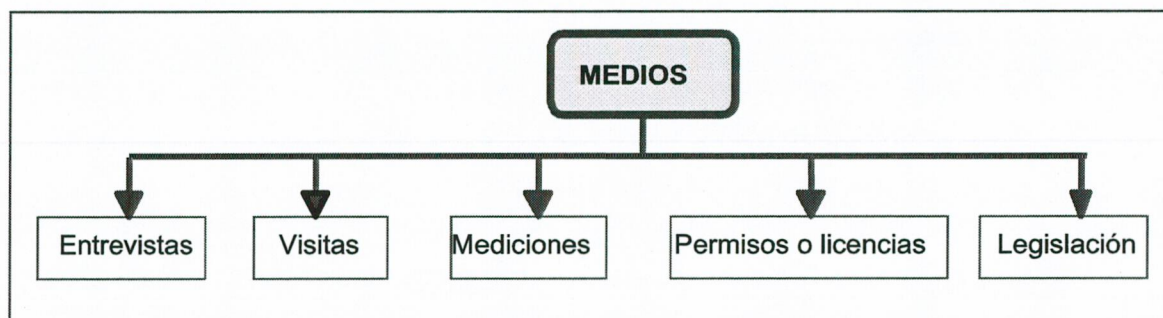 MEDIOS
Entrevistas
Visitas
Mediciones
Permisos o licencias
Legislación